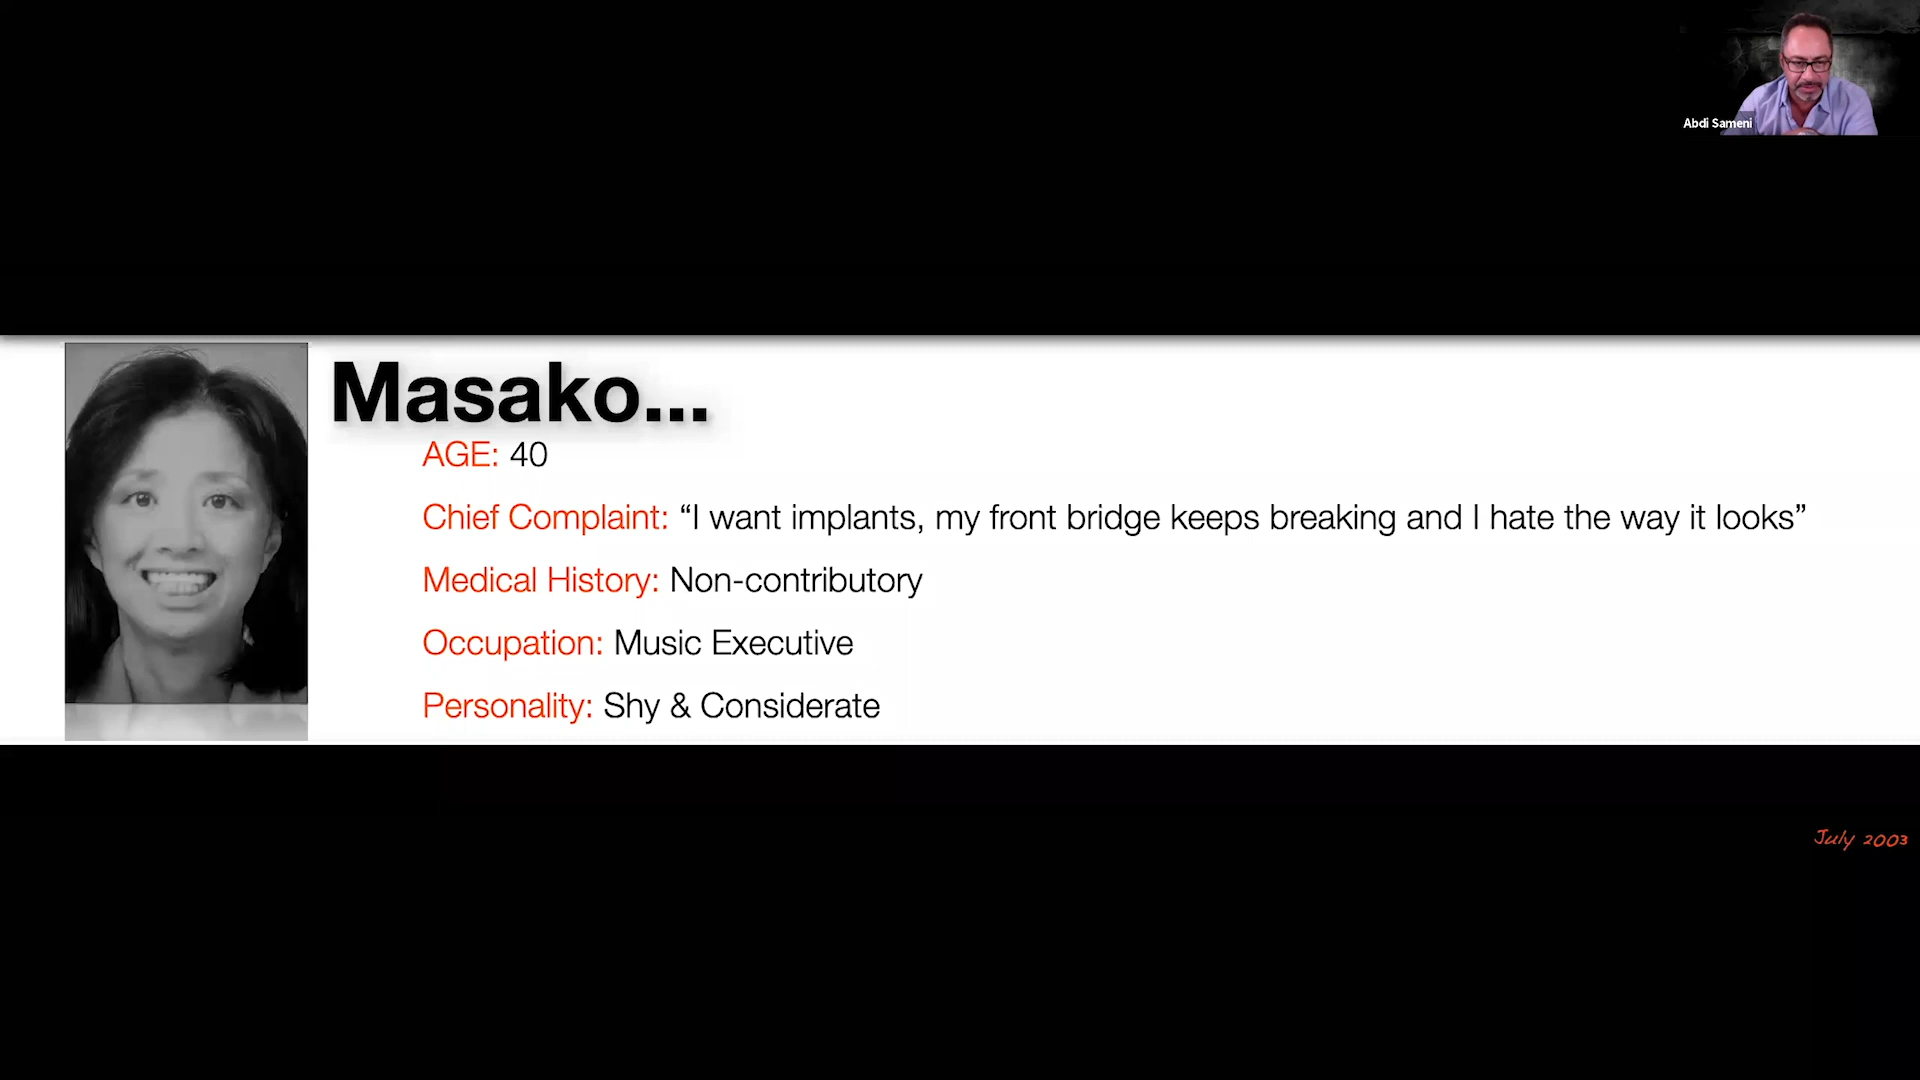 Abdi Sameni
Masako...
AGE: 40
Chief Complaint: “I want implants, my front bridge keeps breaking and I hate the way it looks”
Medical History: Non-contributory
Occupation: Music Executive
Personality: Shy & Considerate
July 2003